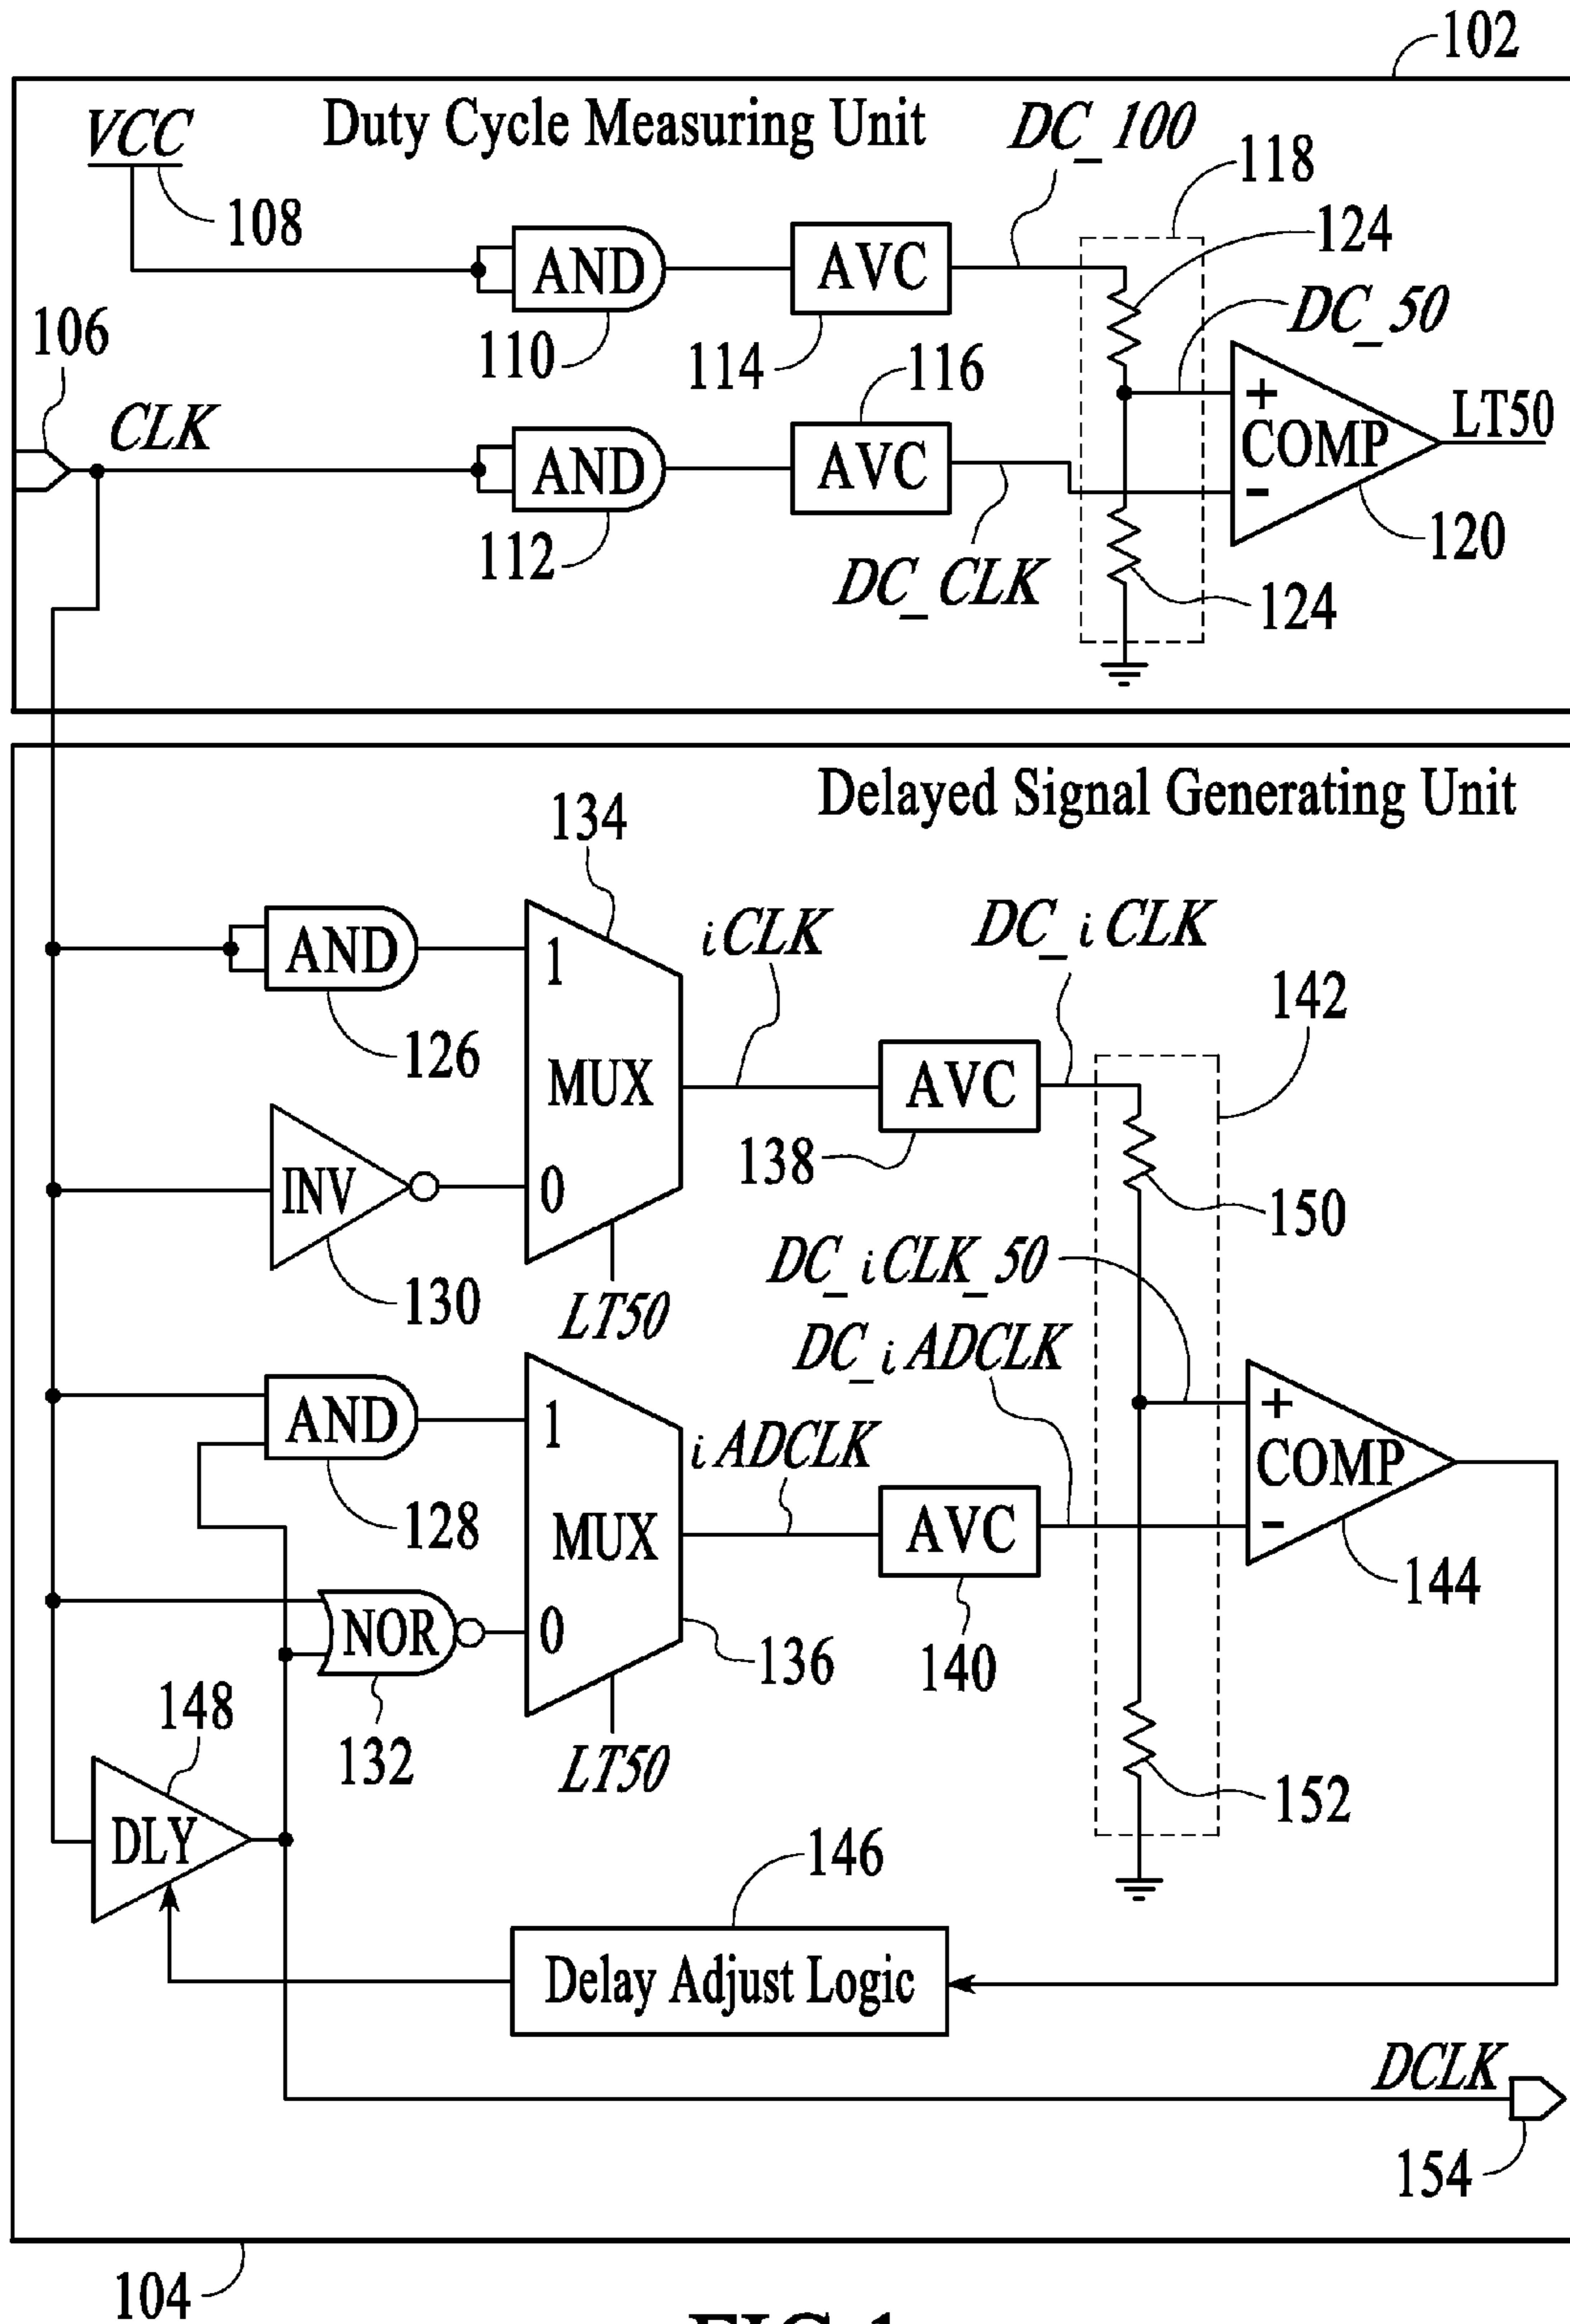 102
VCC
Duty Cycle Measuring Unit
DC_100
118
108
124
AND
AVC
DC_50
106
110
114
116
CLK
+
LT50
AND
AVC
COMP
-
112
DC_CLK
120
124
Delayed Signal Generating Unit
134
AND
1
iCLK
DC_iCLK
142
126
MUX
AVC
138
INV
0
150
130
LT50
DC_iCLK_50
DC_iADCLK
AND
1
iADCLK
+
COMP
128
MUX
AVC
-
144
NOR
0
136
140
148
132
LT50
152
DLY
146
Delay Adjust Logic
DCLK
154
104